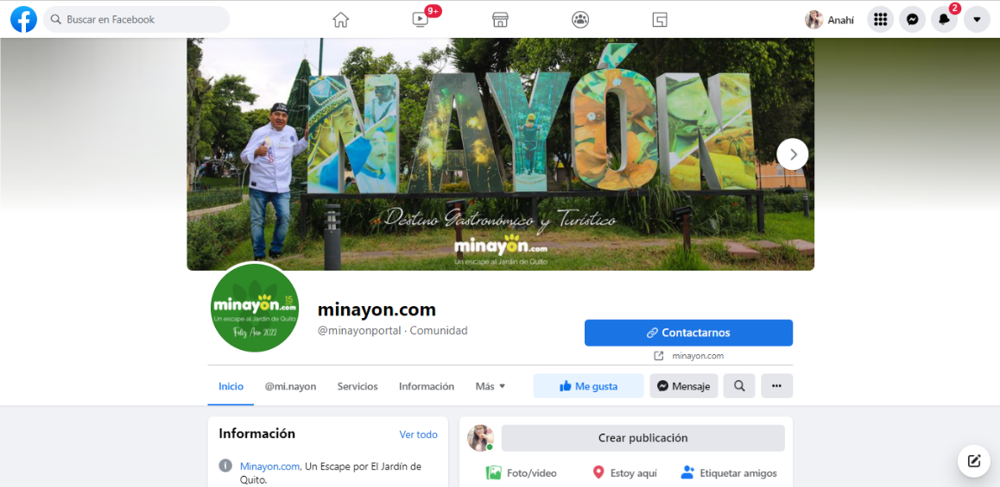 Buscar en Facebook
9+
Anahí
2
NAYÓN
Destino Gastronómico y Turístico
minayon.com
Un escape al Jardín de Quito
minayon.com
15
Un escape al Jardín de Quito
Feliz Año 2022
minayon.com
@minayonportal · Comunidad
Contactarnos
minayon.com
Inicio
@mi.nayon
Servicios
Información
Más
Me gusta
Mensaje
Información
Ver todo
Minayon.com, Un Escape por El Jardín de
Quito.
Crear publicación
Foto/video
Estoy aquí
Etiquetar amigos